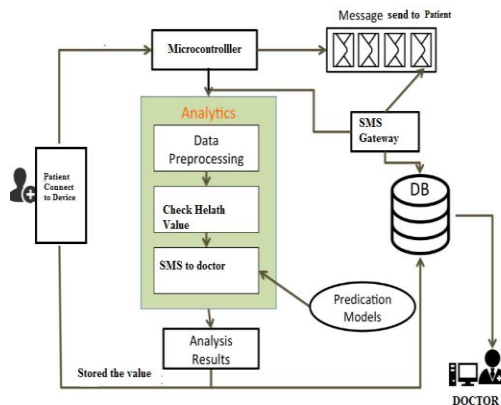 Message send to Patient
Microcontrolller
Analytics
SMS
Gateway
Data
Preprocessing
Patient
Connect
to Device
DB
Check Helath
Value
SMS to doctor
Predication
Models
Analysis
Results
Stored the value
DOCTOR